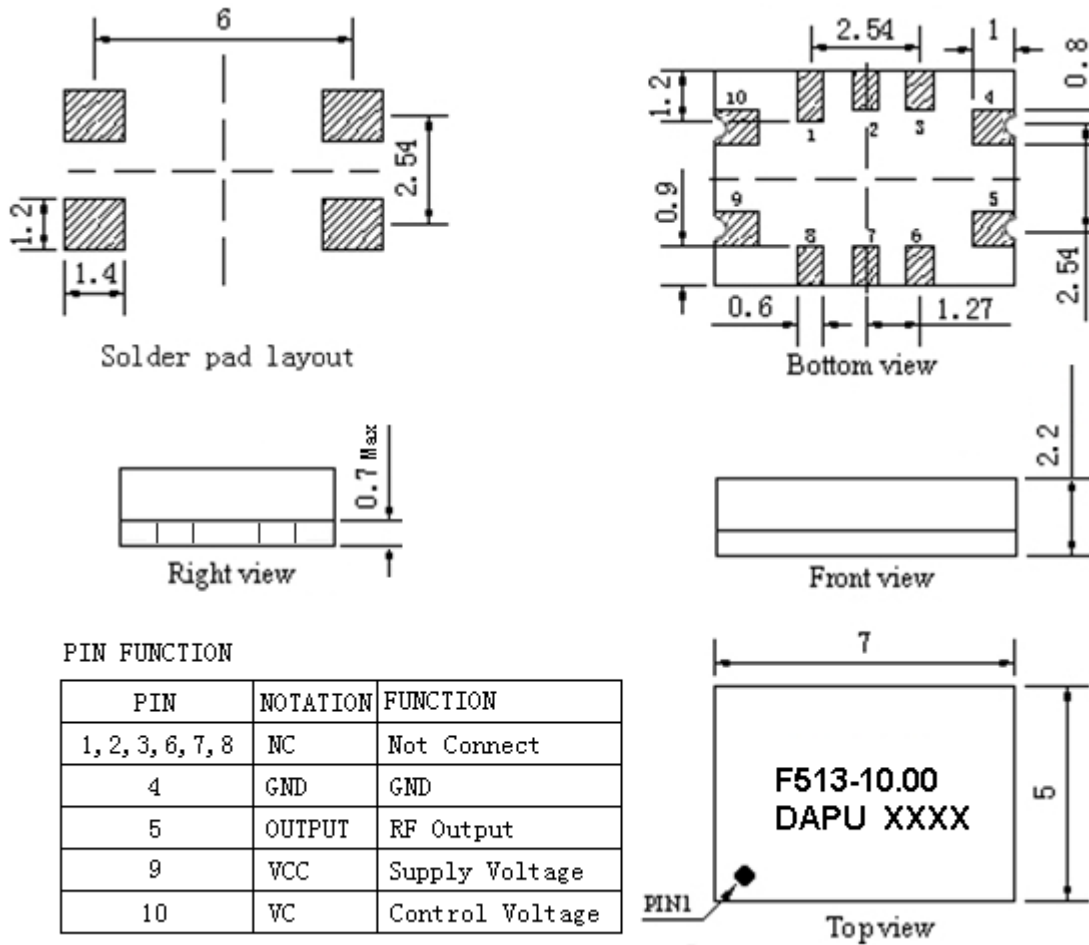 6
2.54
1.2
1.4
Solder pad layout
2.54
1
0.8
1.2
10
1
2
3
4
0.9
9
8
7
6
5
2.54
0.6
1.27
Bottom view
0.7 Max
Right view
2.2
Front view
PIN FUNCTION
PIN NOTATION FUNCTION
1,2,3,6,7,8 NC Not Connect
4 GND GND
5 OUTPUT RF Output
9 VCC Supply Voltage
10 VC Control Voltage
7
5
F513-10.00
DAPU XXXX
PIN1
Top view